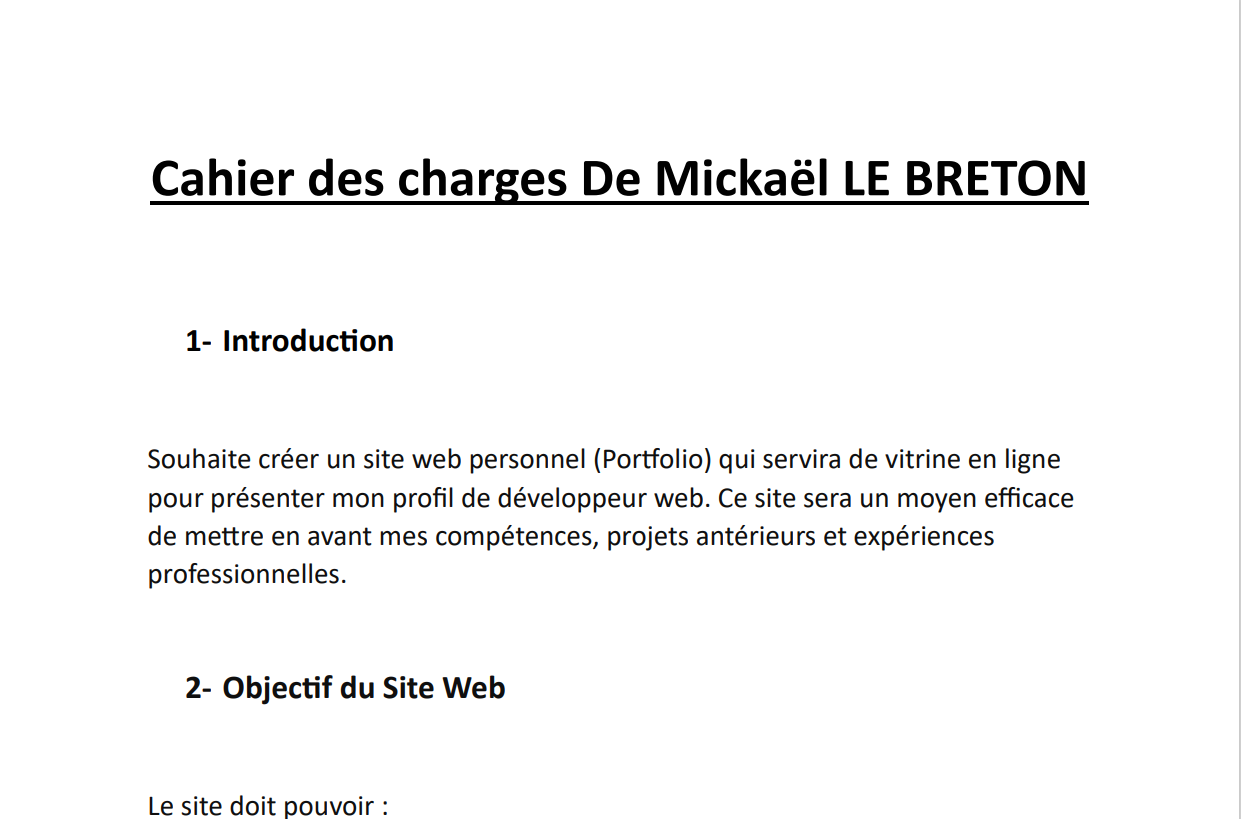 Cahier des charges De Mickaël LE BRETON
1- Introduction
Souhaite créer un site web personnel (Portfolio) qui servira de vitrine en ligne
pour présenter mon profil de développeur web. Ce site sera un moyen efficace
de mettre en avant mes compétences, projets antérieurs et expériences
professionnelles.
2- Objectif du Site Web
Le site doit pouvoir :